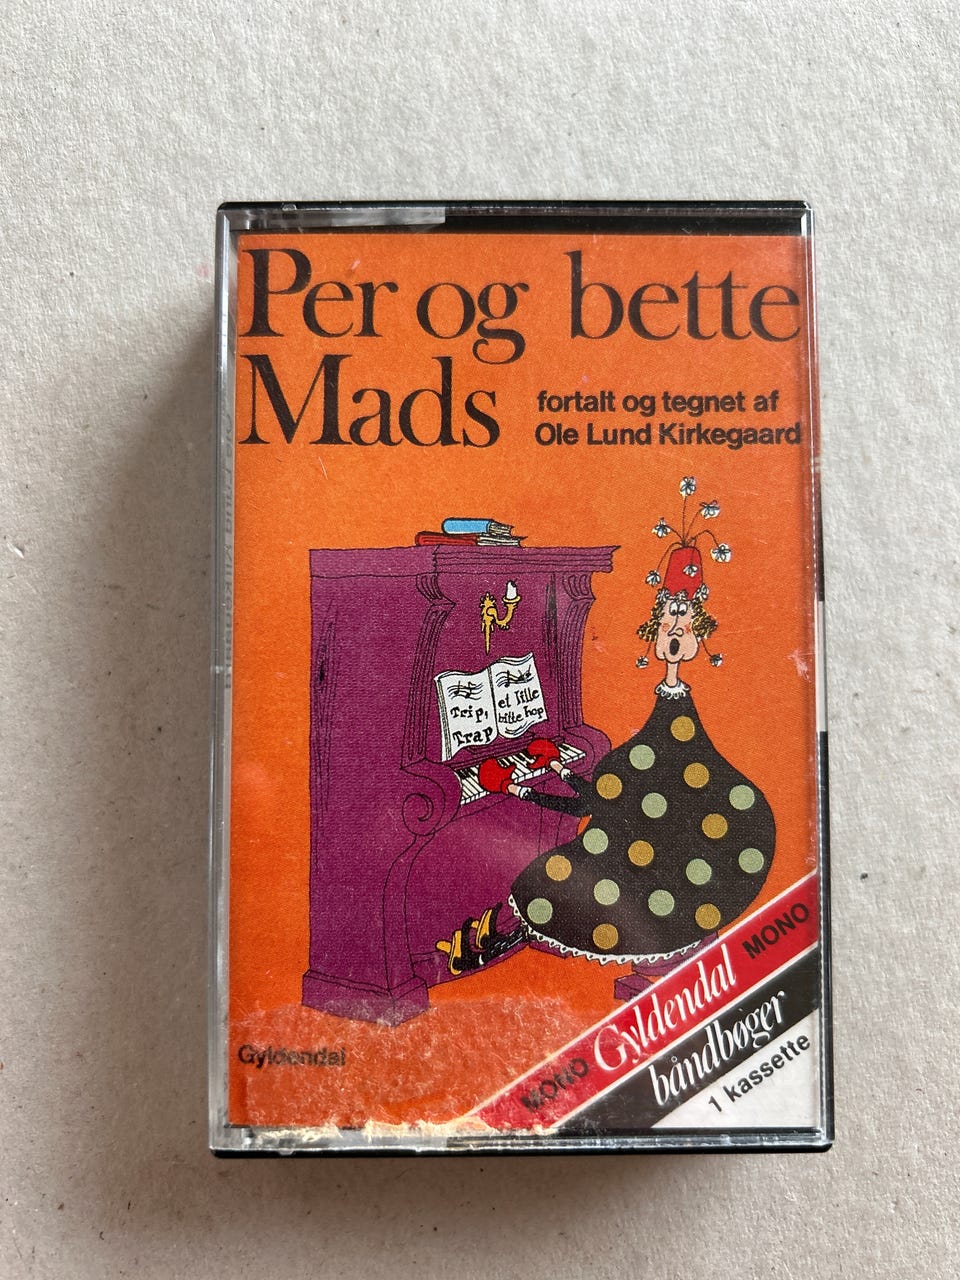 Per og bette
Mads
fortalt og tegnet af
Ole Lund Kirkegaard
Trip,
Trap
et lille
bitte hop
Gyldendal
MONO Gyldendal MONO
båndbøger
1 kassette